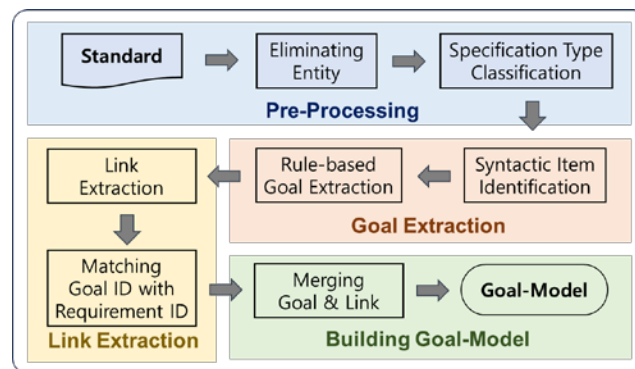 Standard
Eliminating
Entity
Specification Type
Classification
Pre-Processing
Link
Extraction
Rule-based
Goal Extraction
Syntactic Item
Identification
Goal Extraction
Matching
Goal ID with
Requirement ID
Link Extraction
Merging
Goal & Link
Goal-Model
Building Goal-Model